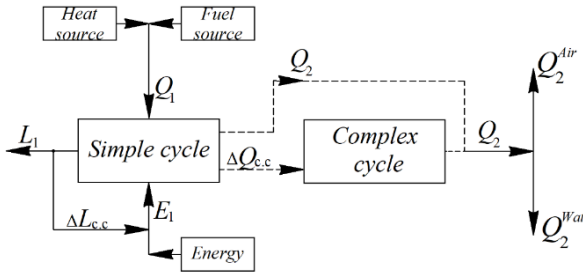 Heat
source
Fuel
source
Q₁
Q₂
Q₂^Air
L₁
Simple cycle
ΔQc.c
Complex
cycle
Q₂
ΔLc.c
E₁
Energy
Q₂^Wat